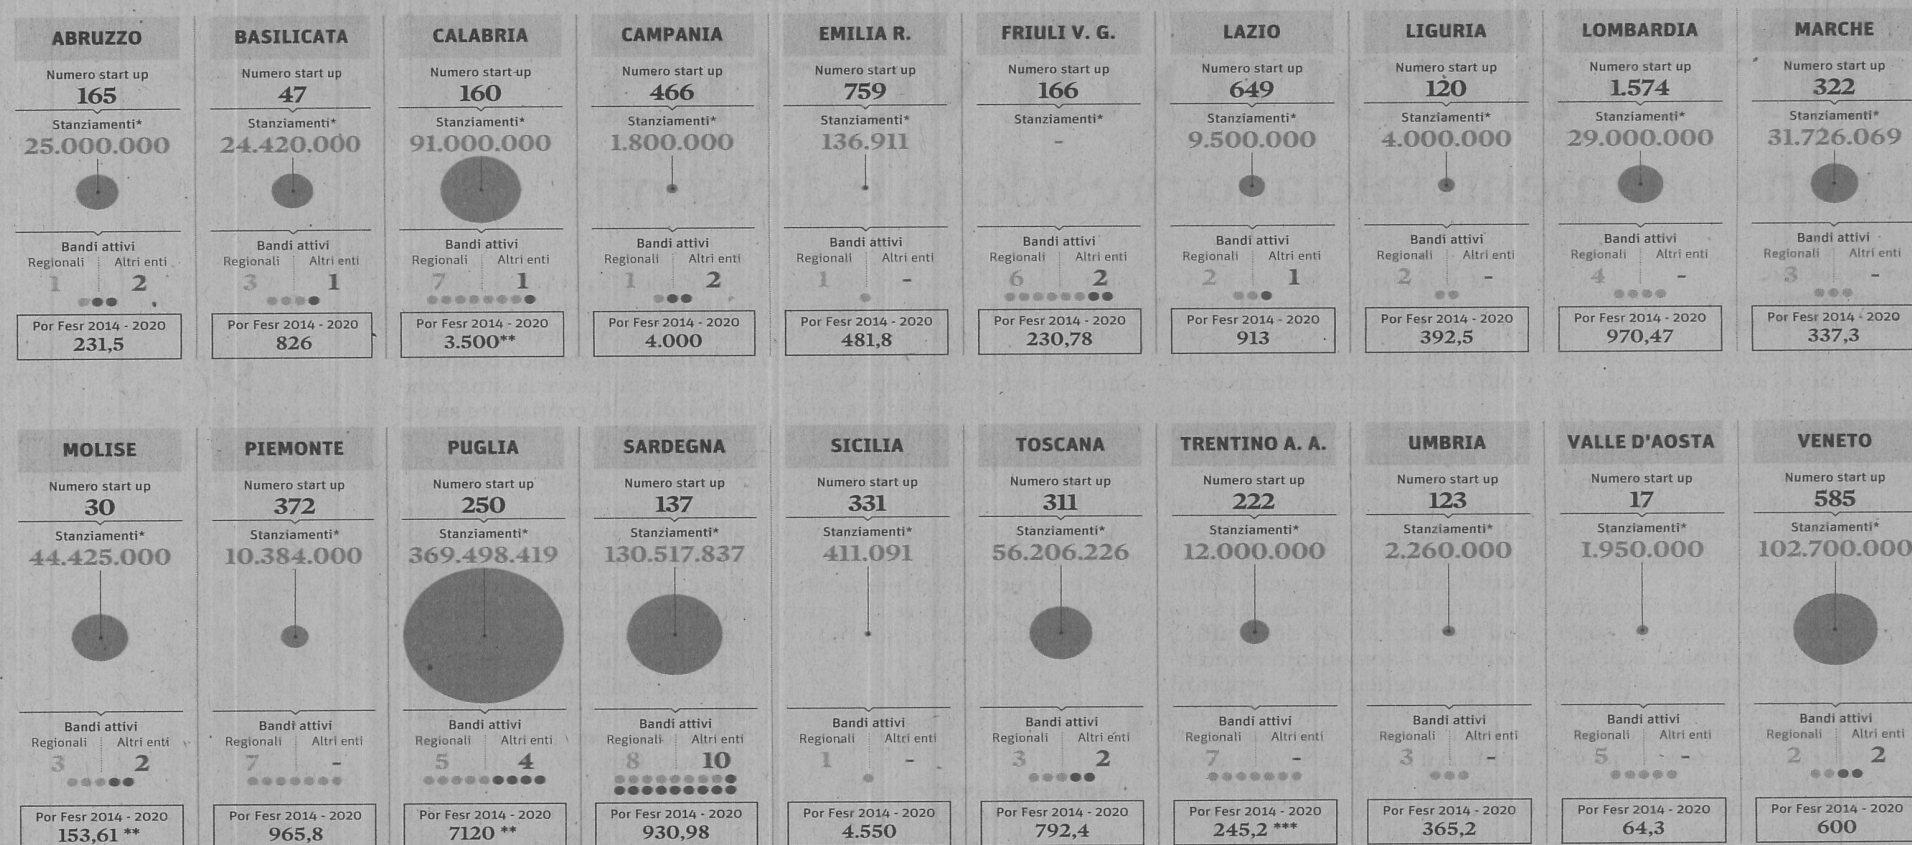 ABRUZZO
Numero start up
165
Stanziamenti*
25.000.000
Bandi attivi
Regionali Altri enti
1 2
Por Fesr 2014 - 2020
231,5
BASILICATA
Numero start up
47
Stanziamenti*
24.420.000
Bandi attivi
Regionali Altri enti
3 1
Por Fesr 2014 - 2020
826
CALABRIA
Numero start up
160
Stanziamenti*
91.000.000
Bandi attivi
Regionali Altri enti
7 1
Por Fesr 2014 - 2020
3.500**
CAMPANIA
Numero start up
466
Stanziamenti*
1.800.000
Bandi attivi
Regionali Altri enti
1 2
Por Fesr 2014 - 2020
4.000
EMILIA R.
Numero start up
759
Stanziamenti*
136.911
Bandi attivi
Regionali Altri enti
1 -
Por Fesr 2014 - 2020
481,8
FRIULI V. G.
Numero start up
166
Stanziamenti*
-
Bandi attivi
Regionali Altri enti
6 2
Por Fesr 2014 - 2020
230,78
LAZIO
Numero start up
649
Stanziamenti*
9.500.000
Bandi attivi
Regionali Altri enti
2 1
Por Fesr 2014 - 2020
913
LIGURIA
Numero start up
120
Stanziamenti*
4.000.000
Bandi attivi
Regionali Altri enti
2 -
Por Fesr 2014 - 2020
392,5
LOMBARDIA
Numero start up
1.574
Stanziamenti*
29.000.000
Bandi attivi
Regionali Altri enti
4 -
Por Fesr 2014 - 2020
970,47
MARCHE
Numero start up
322
Stanziamenti*
31.726.069
Bandi attivi
Regionali Altri enti
3 -
Por Fesr 2014 - 2020
337,3
MOLISE
Numero start up
30
Stanziamenti*
44.425.000
Bandi attivi
Regionali Altri enti
3 2
Por Fesr 2014 - 2020
153,61 **
PIEMONTE
Numero start up
372
Stanziamenti*
10.384.000
Bandi attivi
Regionali Altri enti
7 -
Por Fesr 2014 - 2020
965,8
PUGLIA
Numero start up
250
Stanziamenti*
369.498.419
Bandi attivi
Regionali Altri enti
5 4
Por Fesr 2014 - 2020
7120 **
SARDEGNA
Numero start up
137
Stanziamenti*
130.517.837
Bandi attivi
Regionali Altri enti
8 10
Por Fesr 2014 - 2020
930,98
SICILIA
Numero start up
331
Stanziamenti*
411.091
Bandi attivi
Regionali Altri enti
1 -
Por Fesr 2014 - 2020
4.550
TOSCANA
Numero start up
311
Stanziamenti*
56.206.226
Bandi attivi
Regionali Altri enti
3 2
Por Fesr 2014 - 2020
792,4
TRENTINO A. A.
Numero start up
222
Stanziamenti*
12.000.000
Bandi attivi
Regionali Altri enti
7 -
Por Fesr 2014 - 2020
245,2 ***
UMBRIA
Numero start up
123
Stanziamenti*
2.260.000
Bandi attivi
Regionali Altri enti
3 -
Por Fesr 2014 - 2020
365,2
VALLE D'AOSTA
Numero start up
17
Stanziamenti*
1.950.000
Bandi attivi
Regionali Altri enti
5 -
Por Fesr 2014 - 2020
64,3
VENETO
Numero start up
585
Stanziamenti*
102.700.000
Bandi attivi
Regionali Altri enti
2 2
Por Fesr 2014 - 2020
600